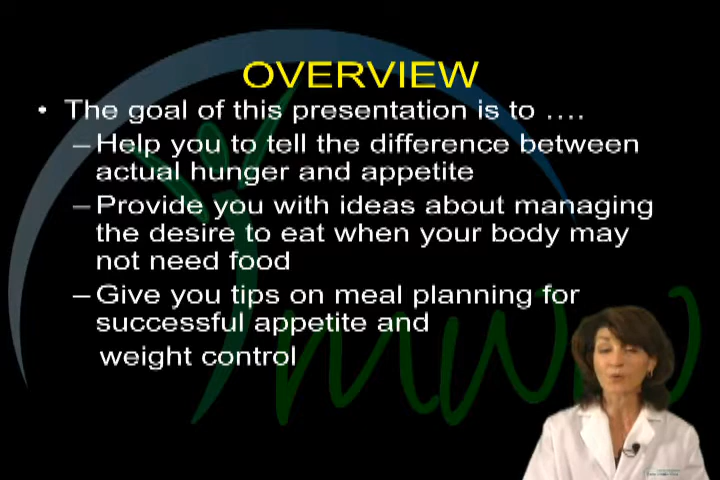 OVERVIEW
• The goal of this presentation is to ….
– Help you to tell the difference between
actual hunger and appetite
– Provide you with ideas about managing
the desire to eat when your body may
not need food
– Give you tips on meal planning for
successful appetite and
weight control
mwn